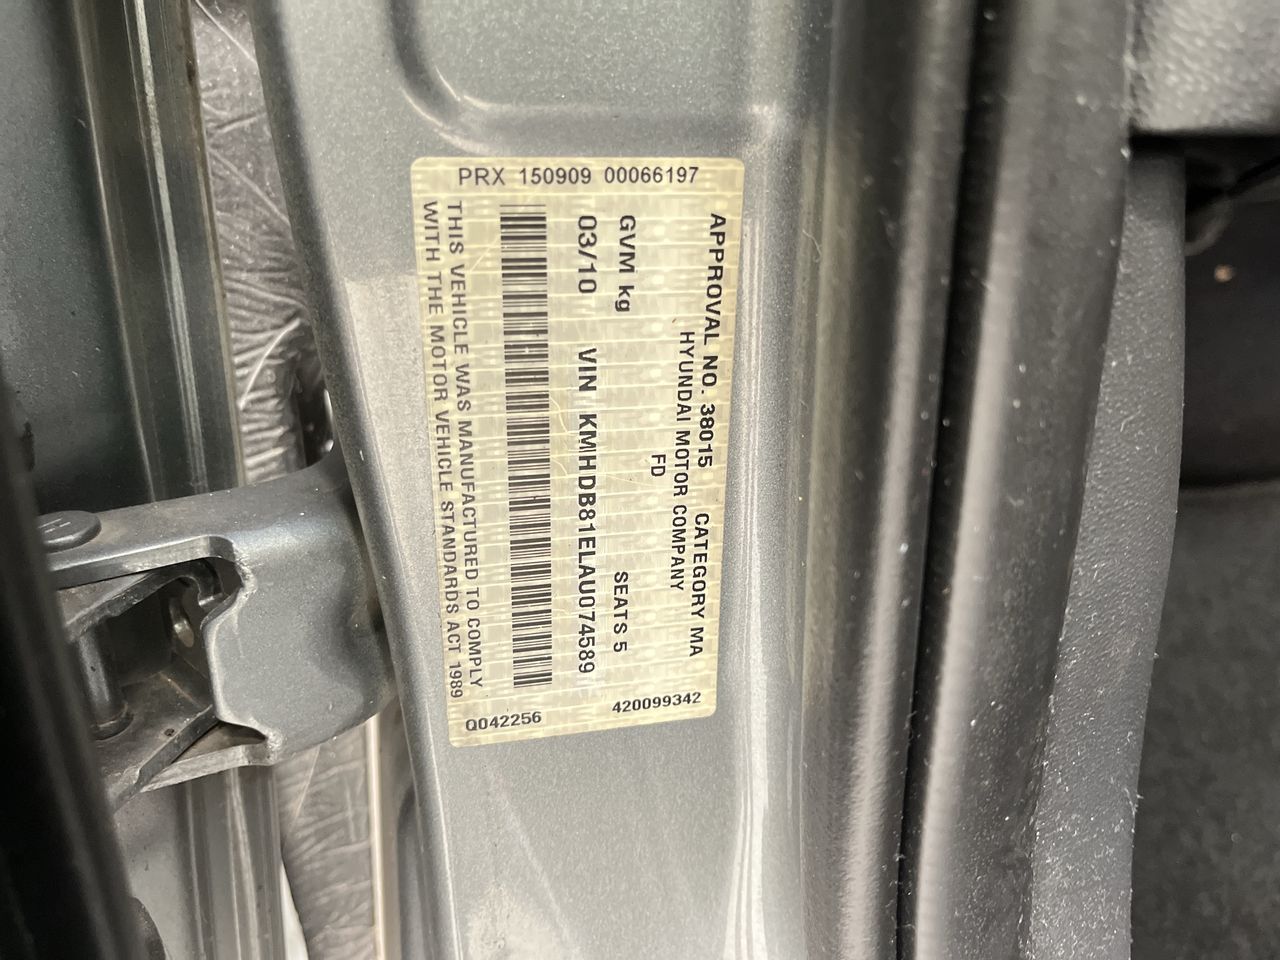 PRX 150909 00066197
APPROVAL NO. 38015 CATEGORY MA
HYUNDAI MOTOR COMPANY
FD
GVM kg SEATS 5
03/10 VIN KMHDB81ELAU074589
THIS VEHICLE WAS MANUFACTURED TO COMPLY
WITH THE MOTOR VEHICLE STANDARDS ACT 1989
Q042256 420099342